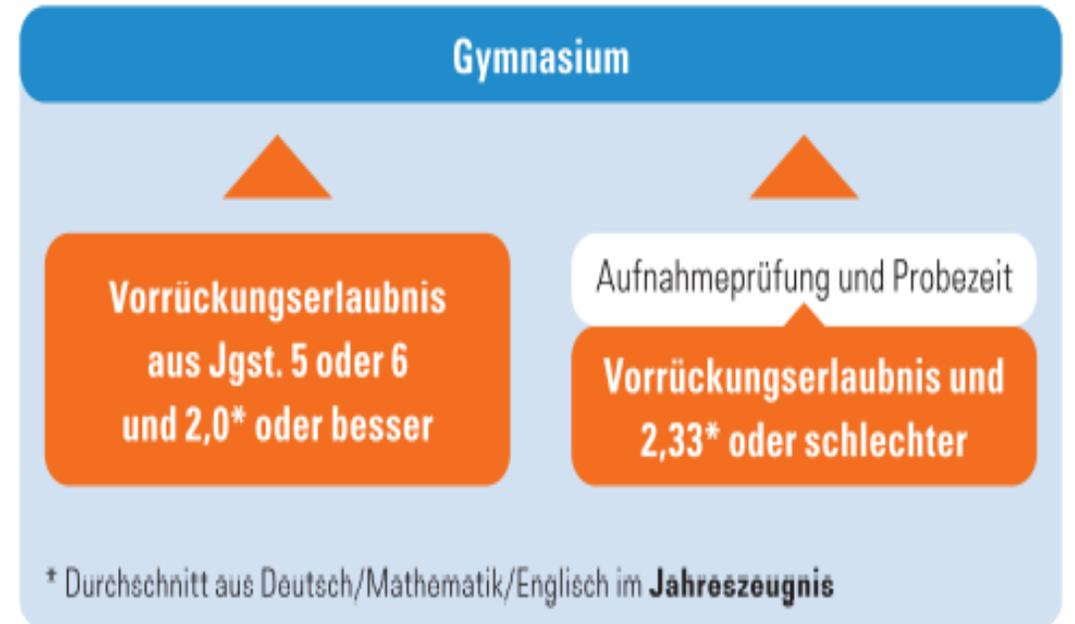 Gymnasium
Vorrückungserlaubnis
aus Jgst. 5 oder 6
und 2,0* oder besser
Aufnahmeprüfung und Probezeit
Vorrückungserlaubnis und
2,33* oder schlechter
* Durchschnitt aus Deutsch/Mathematik/Englisch im Jahreszeugnis